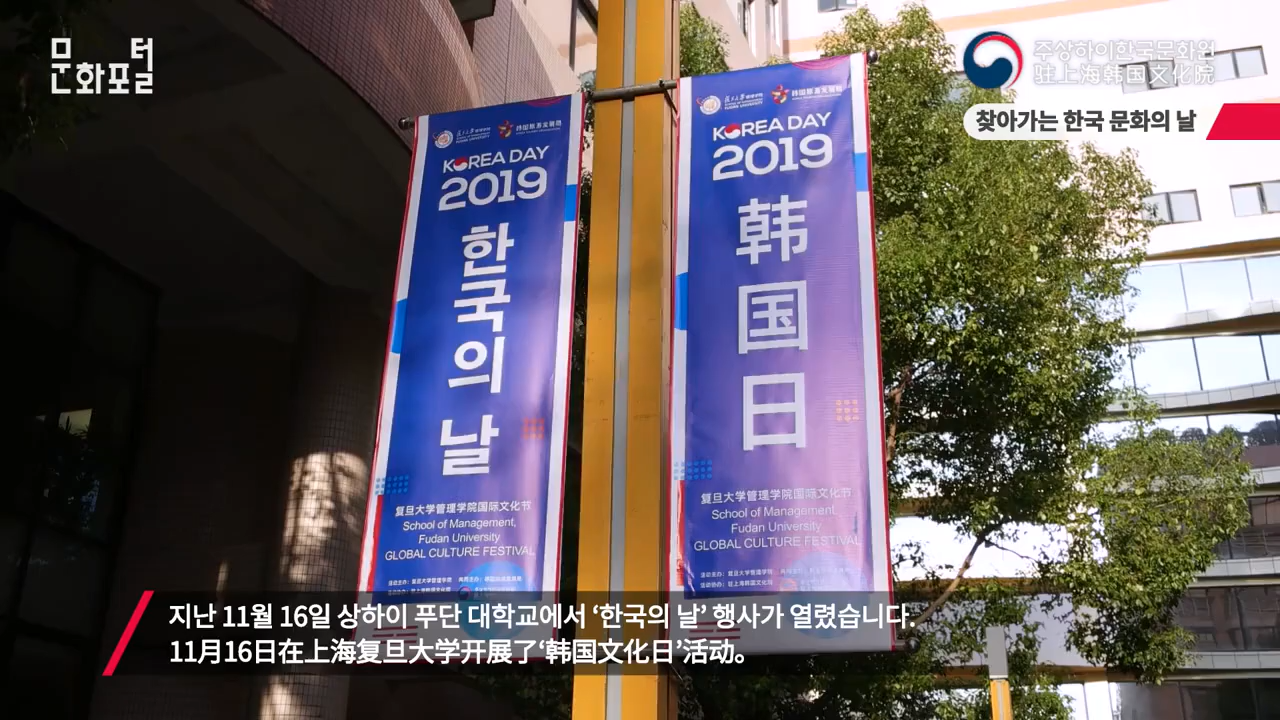 문화포털
주상하이한국문화원
驻上海韩国文化院
찾아가는 한국 문화의 날
KOREA DAY
2019
한국의 날
复旦大学管理学院国际文化节
School of Management,
Fudan University
GLOBAL CULTURE FESTIVAL
KOREA DAY
2019
韩国日
复旦大学管理学院国际文化节
School of Management,
Fudan University
GLOBAL CULTURE FESTIVAL
지난 11월 16일 상하이 푸단 대학교에서 ‘한국의 날’ 행사가 열렸습니다.
11月16日在上海复旦大学开展了‘韩国文化日’活动。